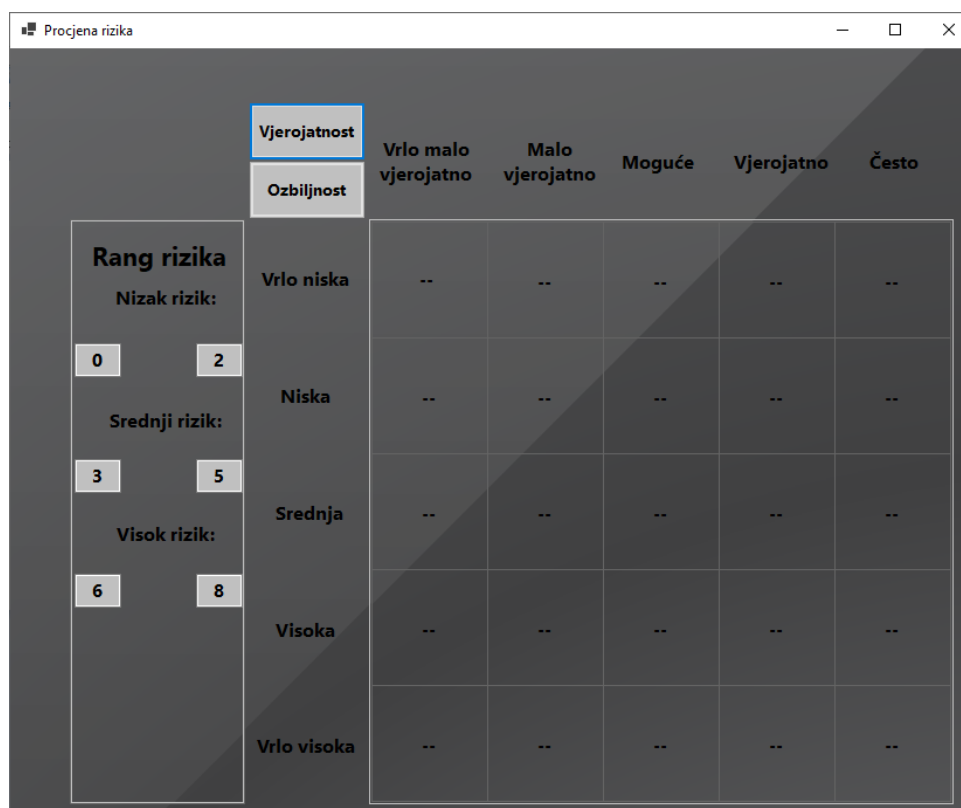 Procjena rizika
Vjerojatnost
Ozbiljnost
Vrlo malo
vjerojatno
Malo
vjerojatno
Moguće
Vjerojatno
Često
Rang rizika
Nizak rizik:
0 2
Srednji rizik:
3 5
Visok rizik:
6 8
Vrlo niska -- -- -- -- --
Niska -- -- -- -- --
Srednja -- -- -- -- --
Visoka -- -- -- -- --
Vrlo visoka -- -- -- -- --